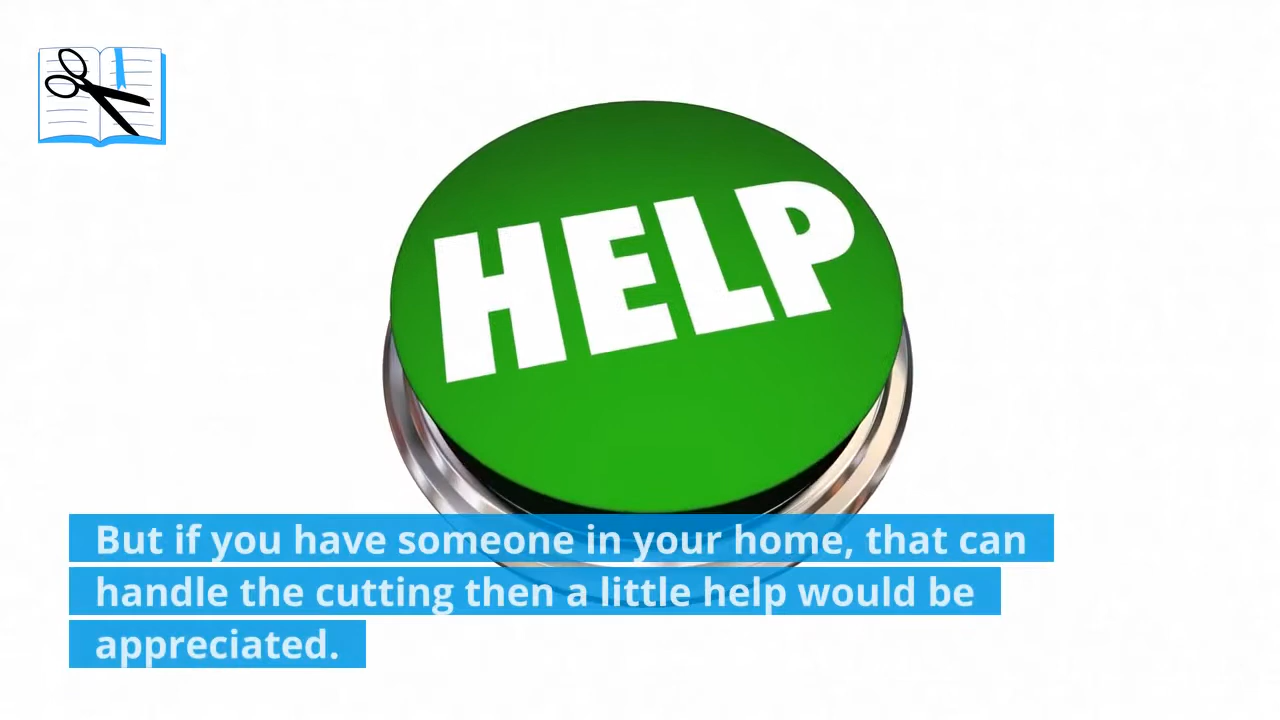 HELP
But if you have someone in your home, that can
handle the cutting then a little help would be
appreciated.